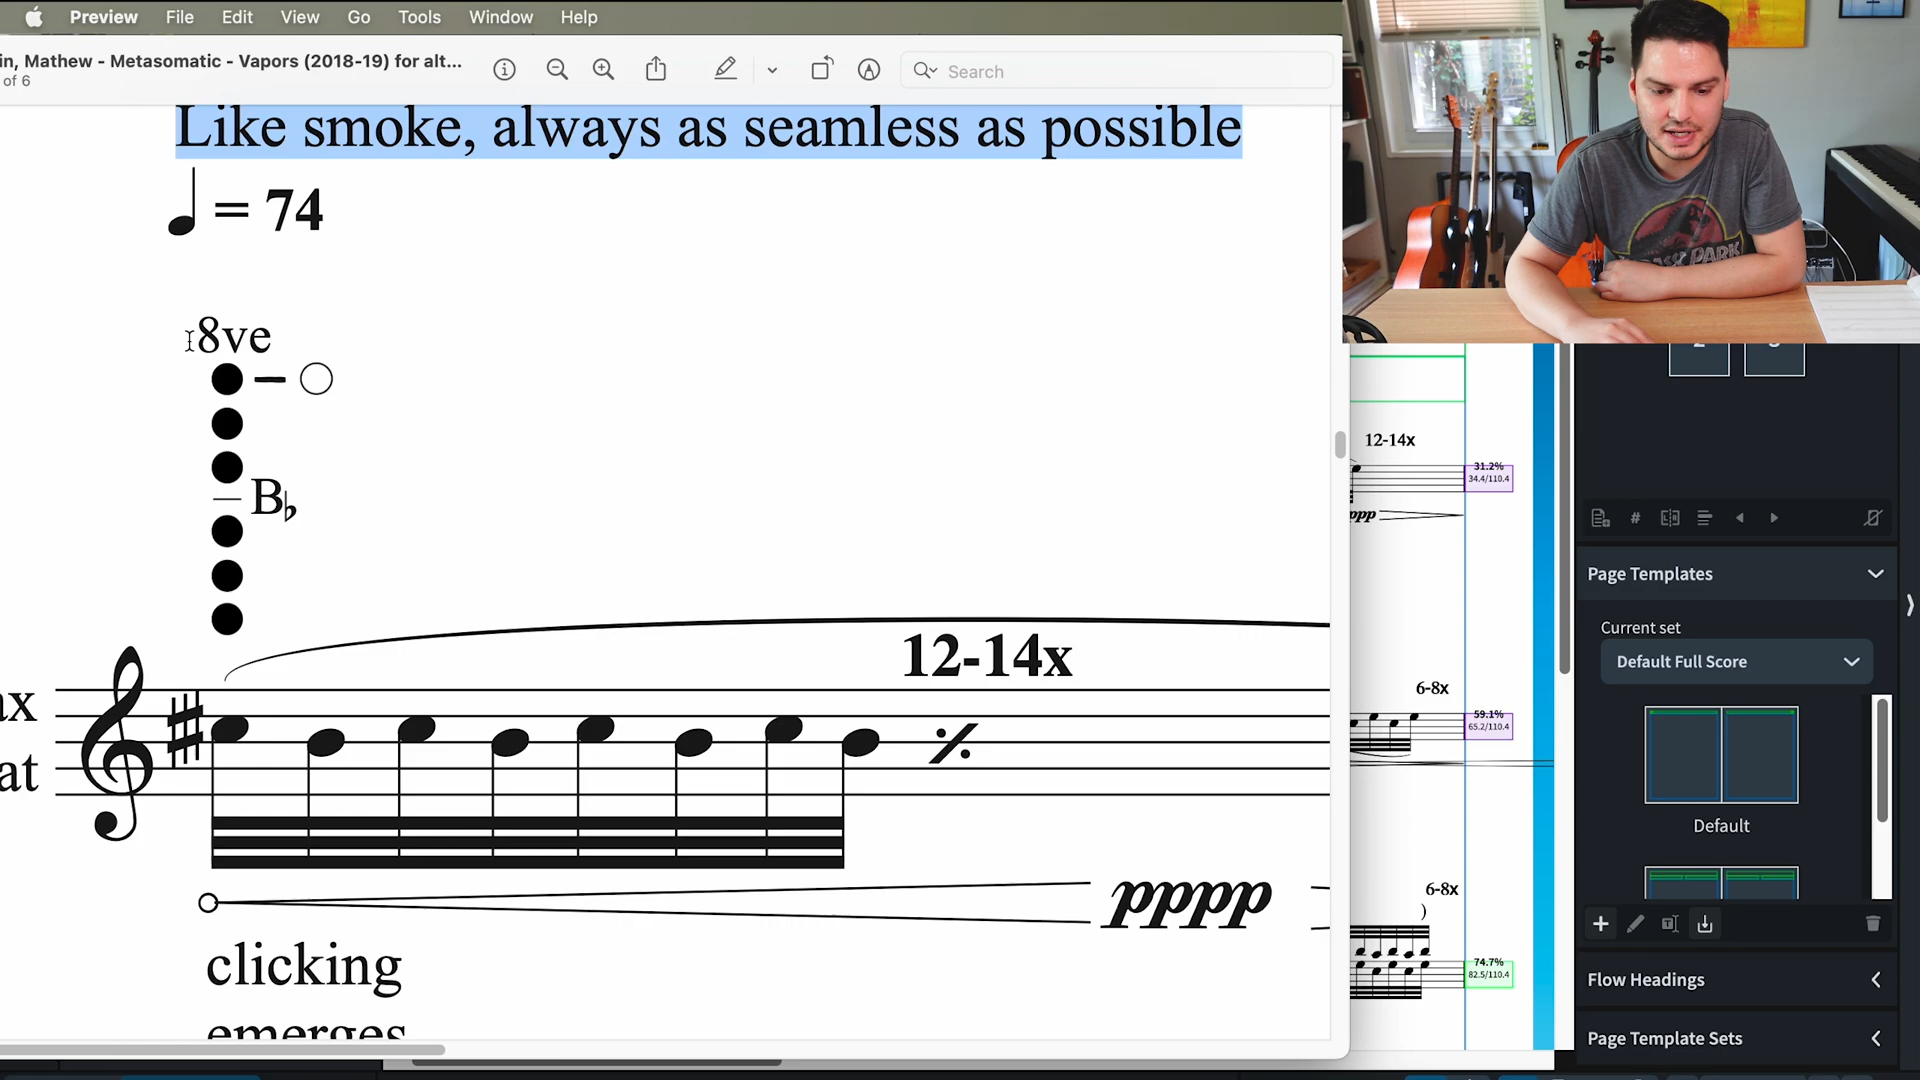 Preview File Edit View Go Tools Window Help
in, Mathew - Metasomatic - Vapors (2018-19) for alt...
of 6
Search
Like smoke, always as seamless as possible
= 74
8ve
B♭
12-14x
ax
at
pppp
clicking
emerges
12-14x
31.2%
34.4/110.4
ppp
6-8x
59.1%
65.2/110.4
6-8x
)
74.7%
82.5/110.4
Page Templates
Current set
Default Full Score
Default
Flow Headings
Page Template Sets